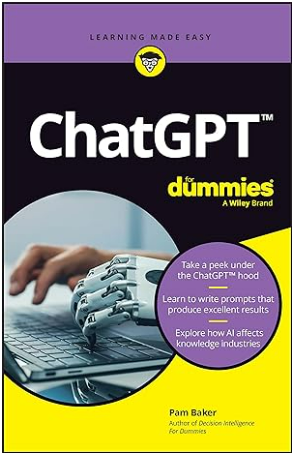 LEARNING MADE EASY
ChatGPT™
for
dummies®
A Wiley Brand
Take a peek under
the ChatGPT™ hood
Learn to write prompts that
produce excellent results
Explore how AI affects
knowledge industries
Pam Baker
Author of Decision Intelligence
For Dummies